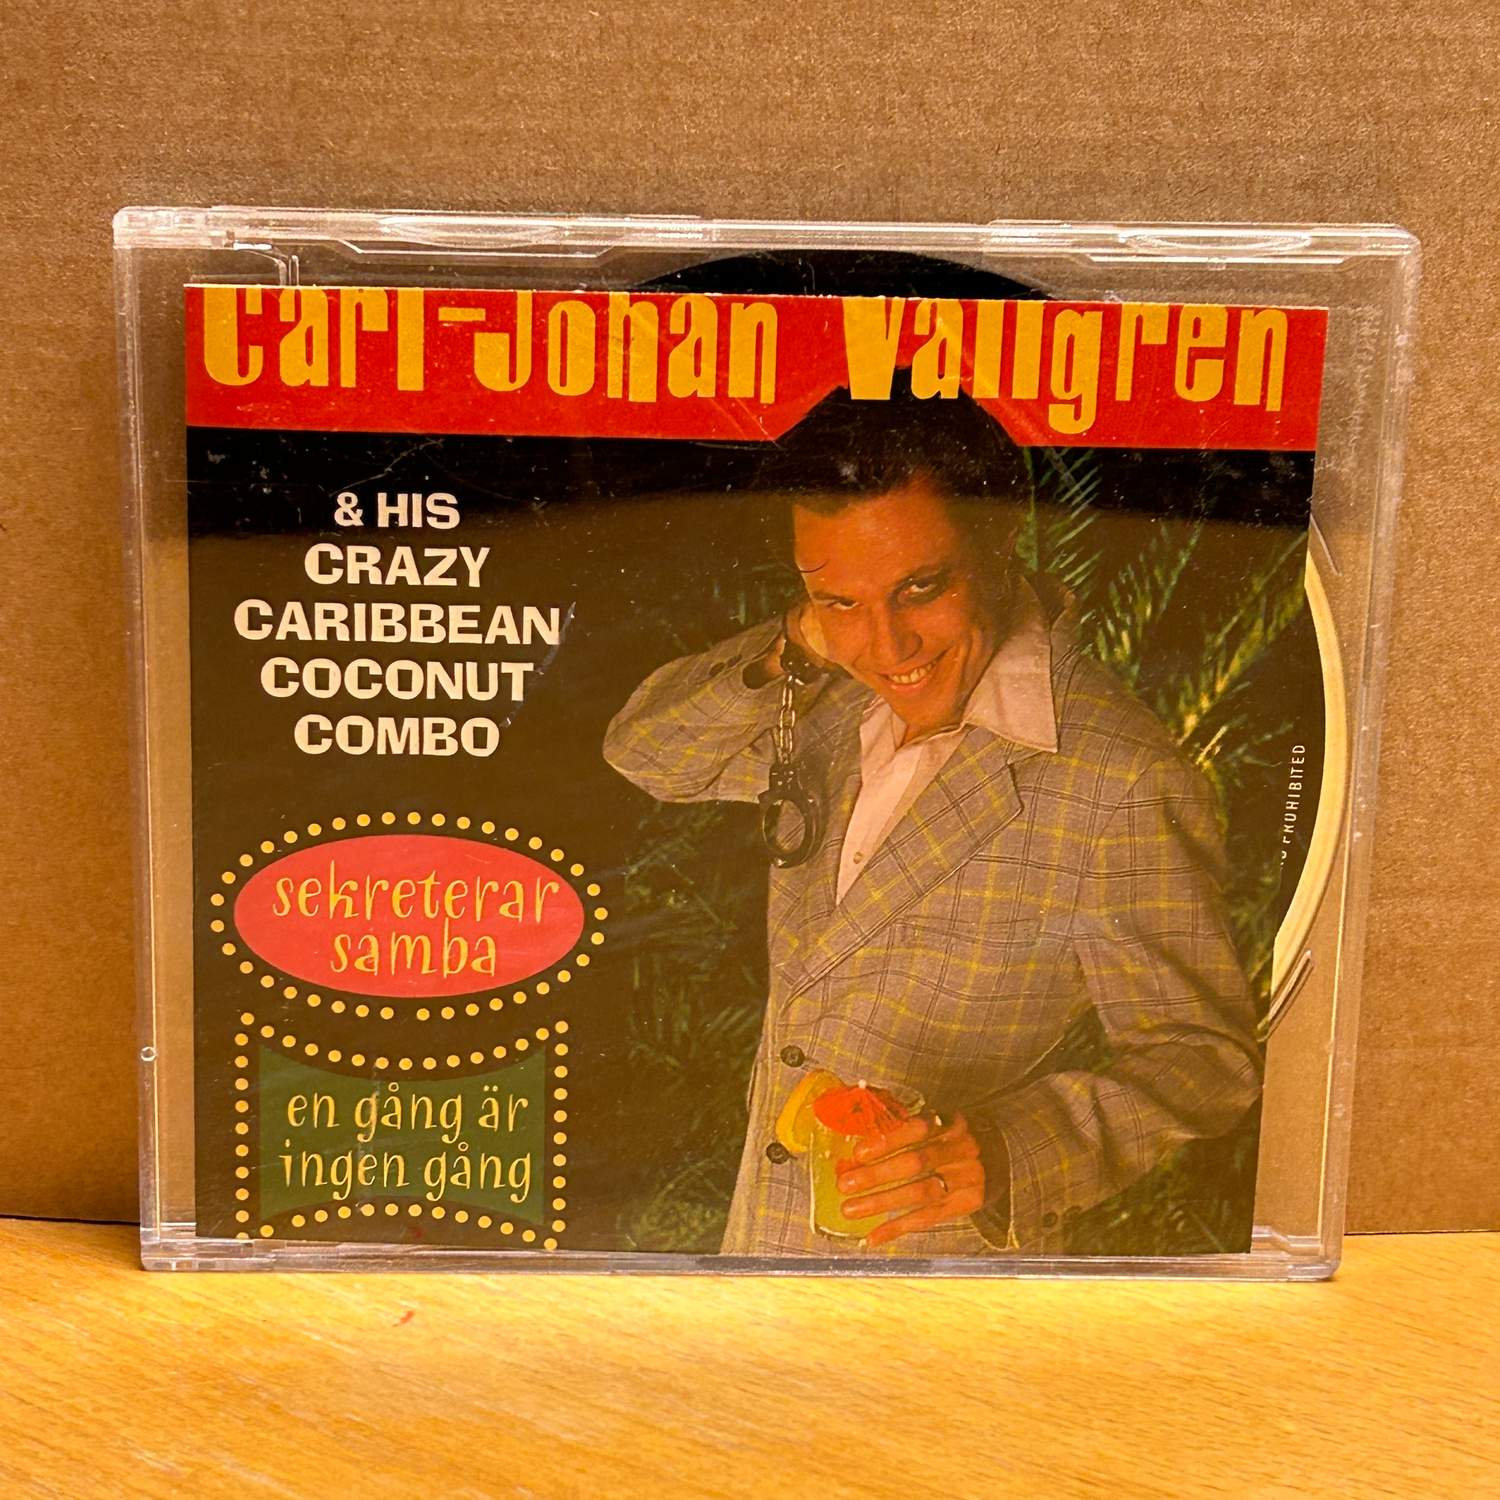 Carl-Johan Vallgren
& HIS
CRAZY
CARIBBEAN
COCONUT
COMBO
sekreterar
samba
en gång är
ingen gång
PROHIBITED